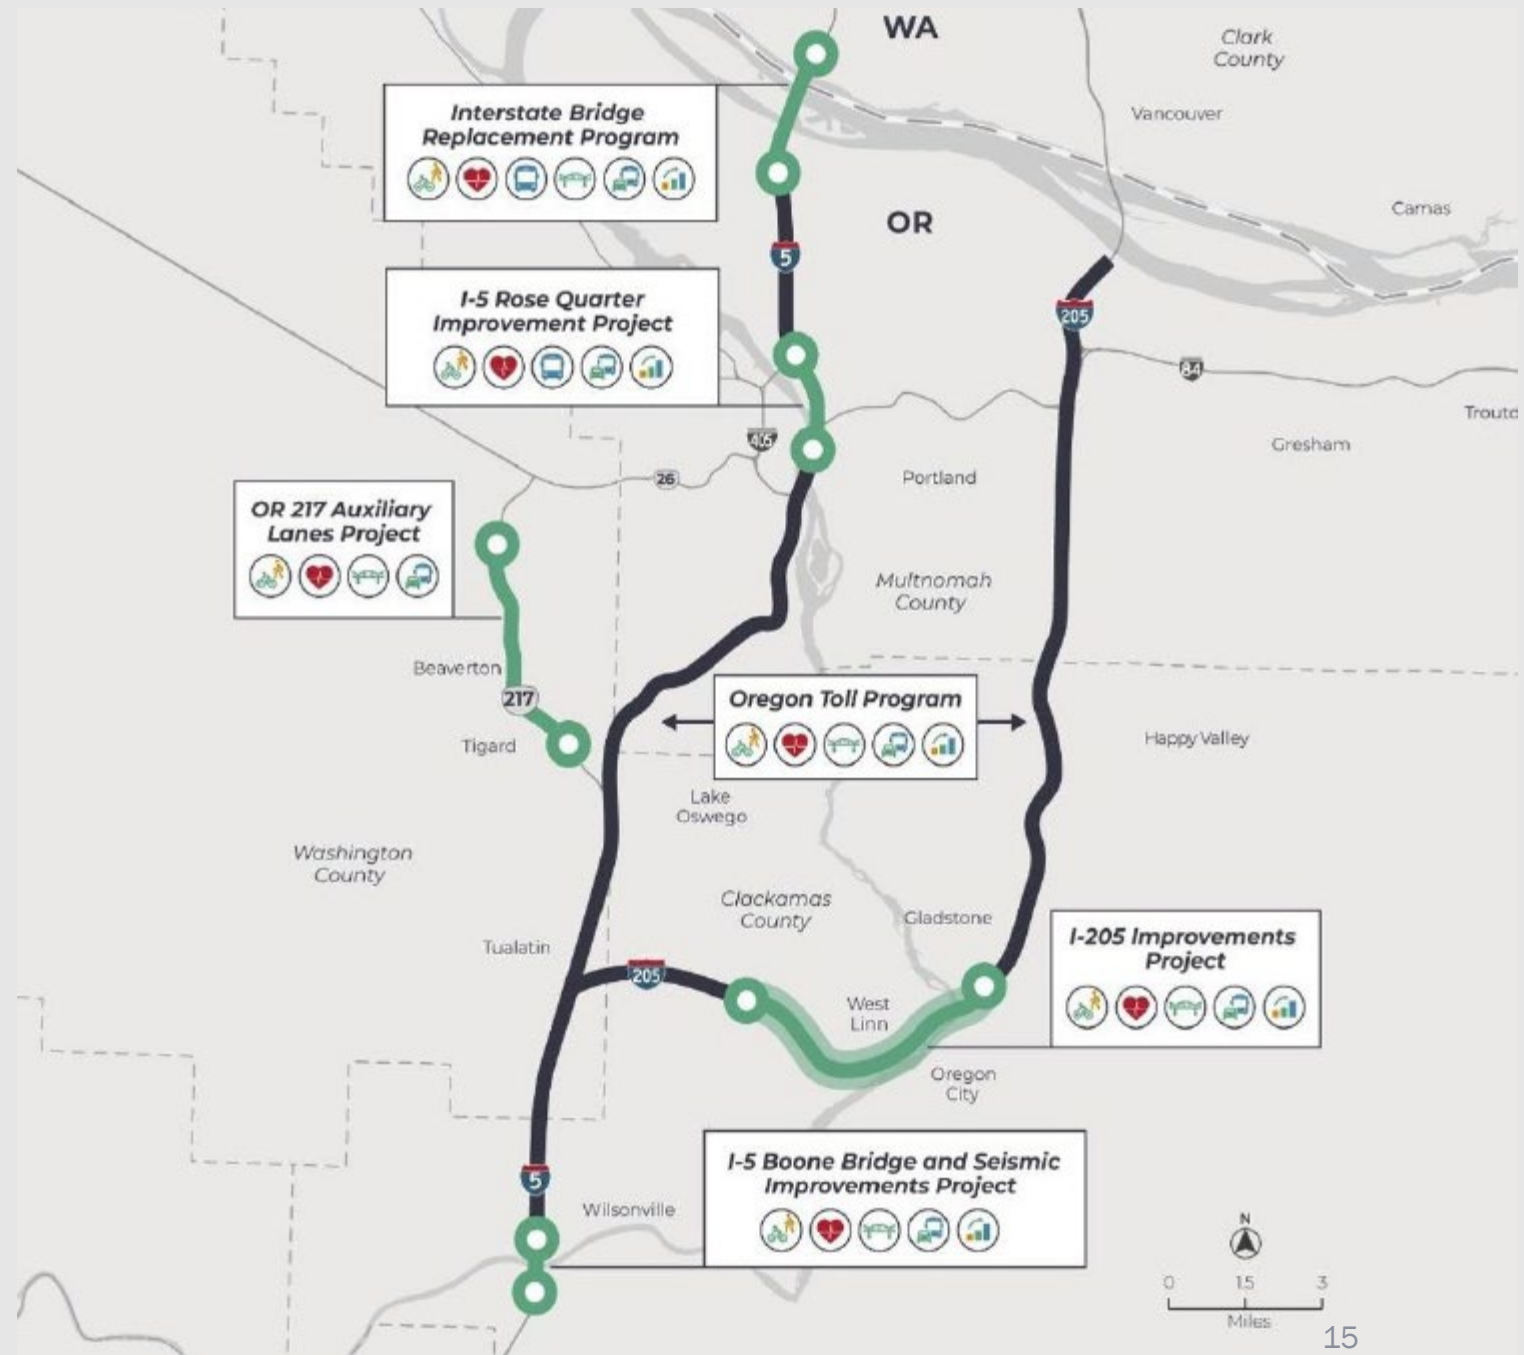 WA
Clark
County
Vancouver
Interstate Bridge
Replacement Program
OR
Camas
5
I-5 Rose Quarter
Improvement Project
205
84
Troutd
405
Gresham
26
Portland
OR 217 Auxiliary
Lanes Project
Multnomah
County
Beaverton
217
Oregon Toll Program
Tigard
Happy Valley
Lake
Oswego
Washington
County
Clackamas
County
Gladstone
Tualatin
205
I-205 Improvements
Project
West
Linn
Oregon
City
I-5 Boone Bridge and Seismic
Improvements Project
5
Wilsonville
N
0 1.5 3
Miles
15